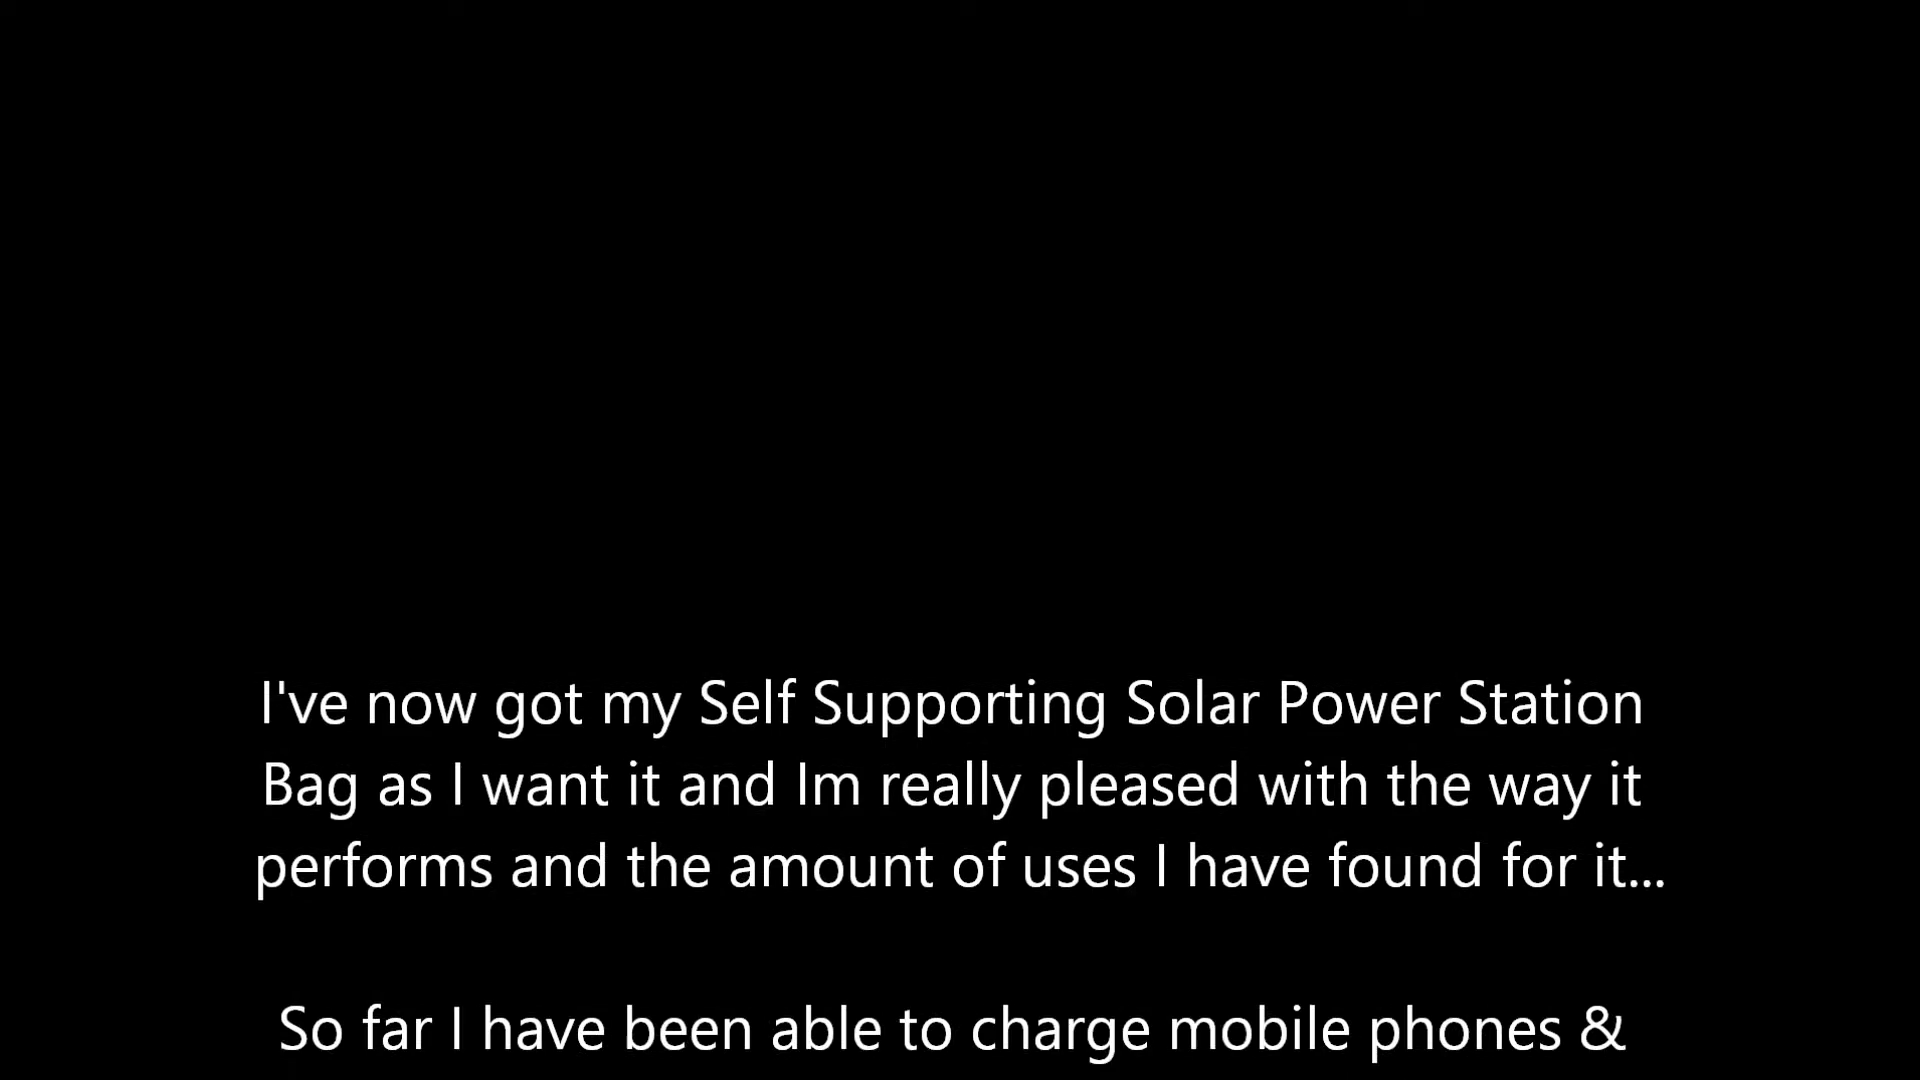 I've now got my Self Supporting Solar Power Station
Bag as I want it and Im really pleased with the way it
performs and the amount of uses I have found for it...
So far I have been able to charge mobile phones &